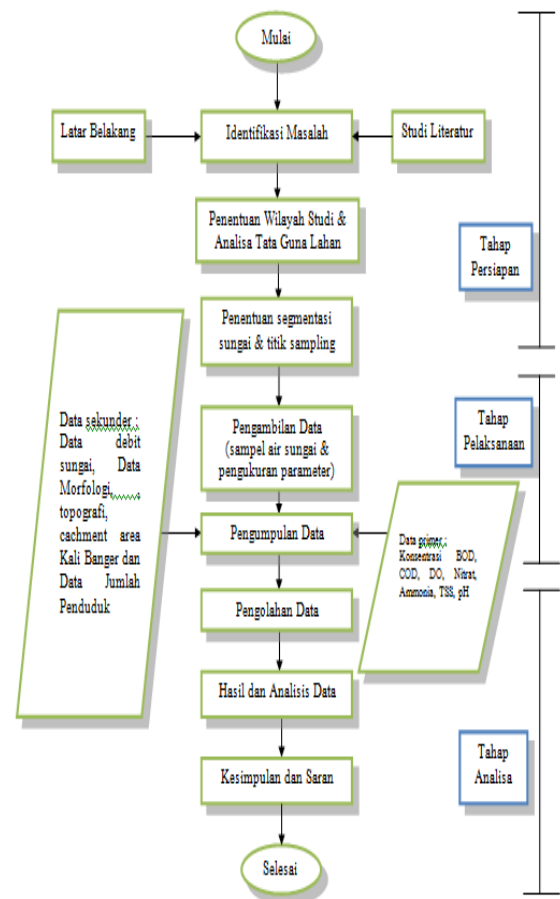 Mulai
Latar Belakang
Identifikasi Masalah
Studi Literatur
Penentuan Wilayah Studi &
Analisa Tata Guna Lahan
Tahap
Persiapan
Penentuan segmentasi
sungai & titik sampling
Data sekunder :
Data debit
sungai, Data
Morfologi, ,
topografi,
cachment area
Kali Banger dan
Data Jumlah
Penduduk
Pengambilan Data
(sampel air sungai &
pengukuran parameter)
Tahap
Pelaksanaan
Pengumpulan Data
Data primer :
Konsentrasi BOD,
COD, DO, Nitrat,
Ammonia, TSS, pH
Pengolahan Data
Hasil dan Analisis Data
Kesimpulan dan Saran
Tahap
Analisa
Selesai